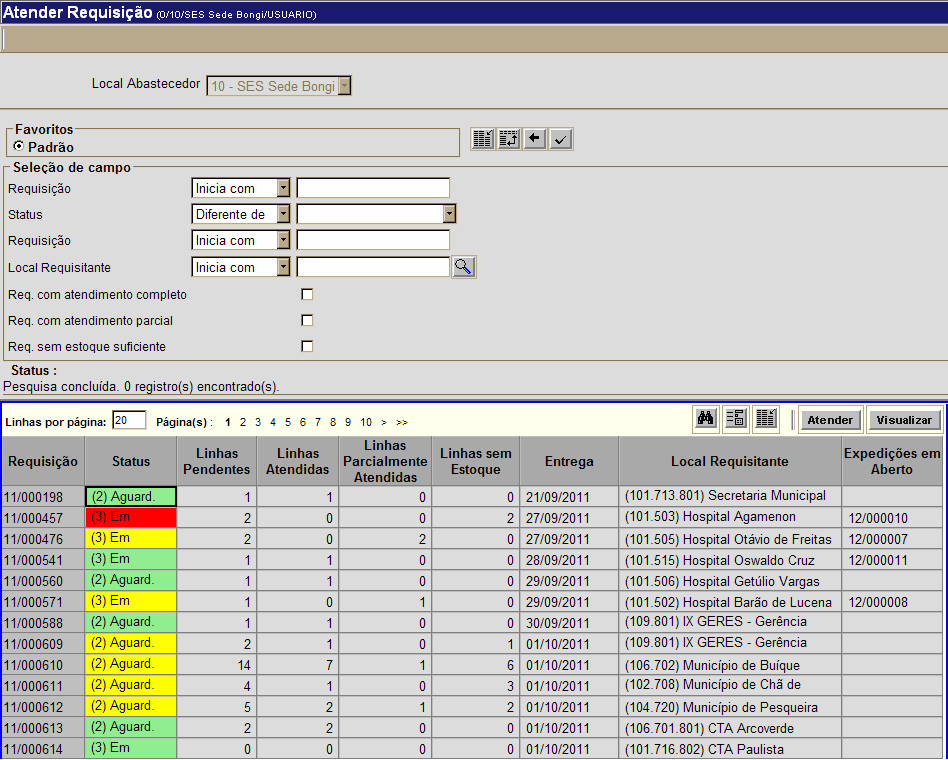 Atender Requisição (0/10/SES Sede Bongi/USUARIO)
Local Abastecedor 10 - SES Sede Bongi
Favoritos
Padrão
Seleção de campo
Requisição Inicia com
Status Diferente de
Requisição Inicia com
Local Requisitante Inicia com
Req. com atendimento completo
Req. com atendimento parcial
Req. sem estoque suficiente
Status :
Pesquisa concluída. 0 registro(s) encontrado(s).
Linhas por página: 20 Página(s) : 1 2 3 4 5 6 7 8 9 10 > >> Atender Visualizar
Requisição Status Linhas Pendentes Linhas Atendidas Linhas Parcialmente Atendidas Linhas sem Estoque Entrega Local Requisitante Expedições em Aberto
11/000198 (2) Aguard. 1 1 0 0 21/09/2011 (101.713.801) Secretaria Municipal
11/000457 (3) Em 2 0 0 2 27/09/2011 (101.503) Hospital Agamenon 12/000010
11/000476 (3) Em 2 0 2 0 27/09/2011 (101.505) Hospital Otávio de Freitas 12/000007
11/000541 (3) Em 1 1 0 0 28/09/2011 (101.515) Hospital Oswaldo Cruz 12/000011
11/000560 (2) Aguard. 1 1 0 0 29/09/2011 (101.506) Hospital Getúlio Vargas
11/000571 (3) Em 1 0 1 0 29/09/2011 (101.502) Hospital Barão de Lucena 12/000008
11/000588 (2) Aguard. 1 1 0 0 30/09/2011 (109.801) IX GERES - Gerência
11/000609 (2) Aguard. 2 1 0 1 01/10/2011 (109.801) IX GERES - Gerência
11/000610 (2) Aguard. 14 7 1 6 01/10/2011 (106.702) Município de Buíque
11/000611 (2) Aguard. 4 1 0 3 01/10/2011 (102.708) Município de Chã de
11/000612 (2) Aguard. 5 2 1 2 01/10/2011 (104.720) Município de Pesqueira
11/000613 (2) Aguard. 2 2 0 0 01/10/2011 (106.701.801) CTA Arcoverde
11/000614 (3) Em 0 0 0 0 01/10/2011 (101.716.802) CTA Paulista